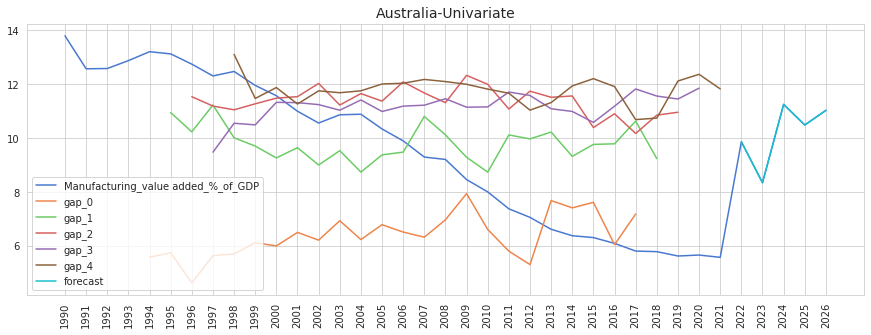 Australia-Univariate
14
12
10
8
6
Manufacturing_value added_%_of_GDP
gap_0
gap_1
gap_2
gap_3
gap_4
forecast
1990 1991 1992 1993 1994 1995 1996 1997 1998 1999 2000 2001 2002 2003 2004 2005 2006 2007 2008 2009 2010 2011 2012 2013 2014 2015 2016 2017 2018 2019 2020 2021 2022 2023 2024 2025 2026